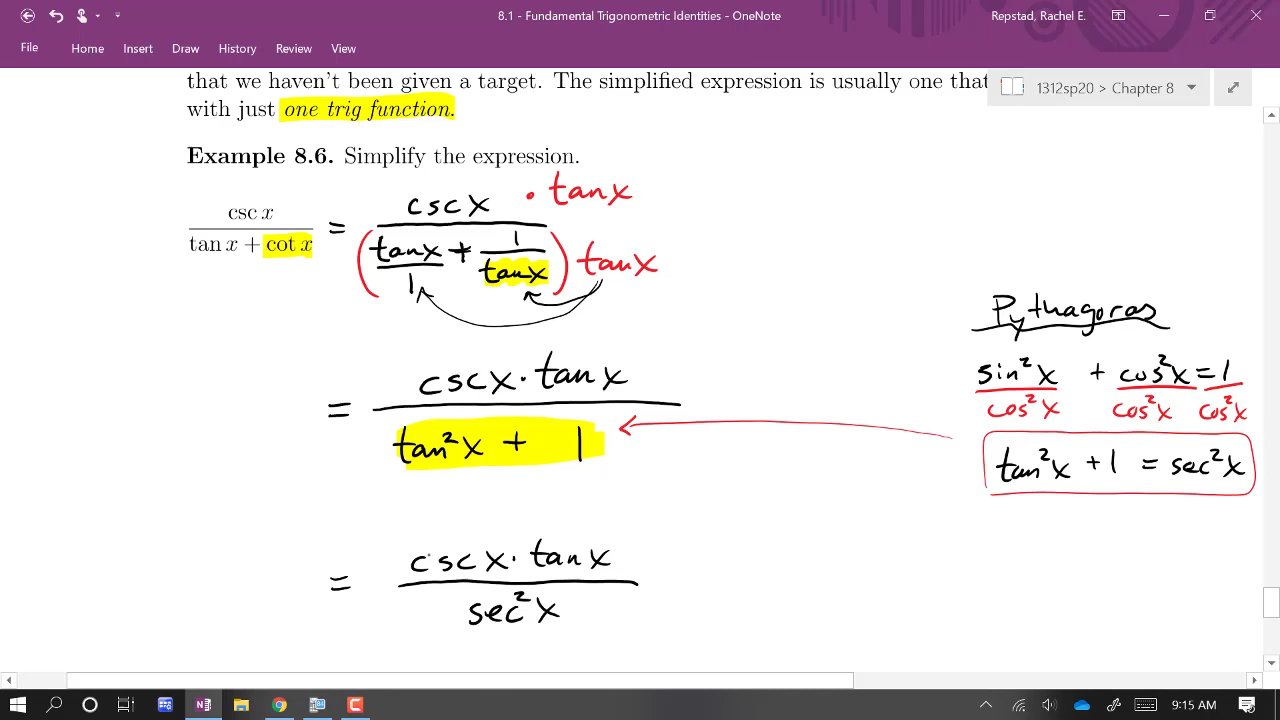 8.1 - Fundamental Trigonometric Identities - OneNote
Repstad, Rachel E.
File Home Insert Draw History Review View
1312sp20 > Chapter 8
that we haven't been given a target. The simplified expression is usually one that
with just one trig function.
Example 8.6. Simplify the expression.
csc x / (tan x + cot x) = csc x · tan x / (tan x / 1 + 1 / tan x) tan x
= csc x · tan x / (tan²x + 1)
= csc x · tan x / sec²x
Pythagoras
sin²x / cos²x + cos²x / cos²x = 1 / cos²x
tan²x + 1 = sec²x
9:15 AM